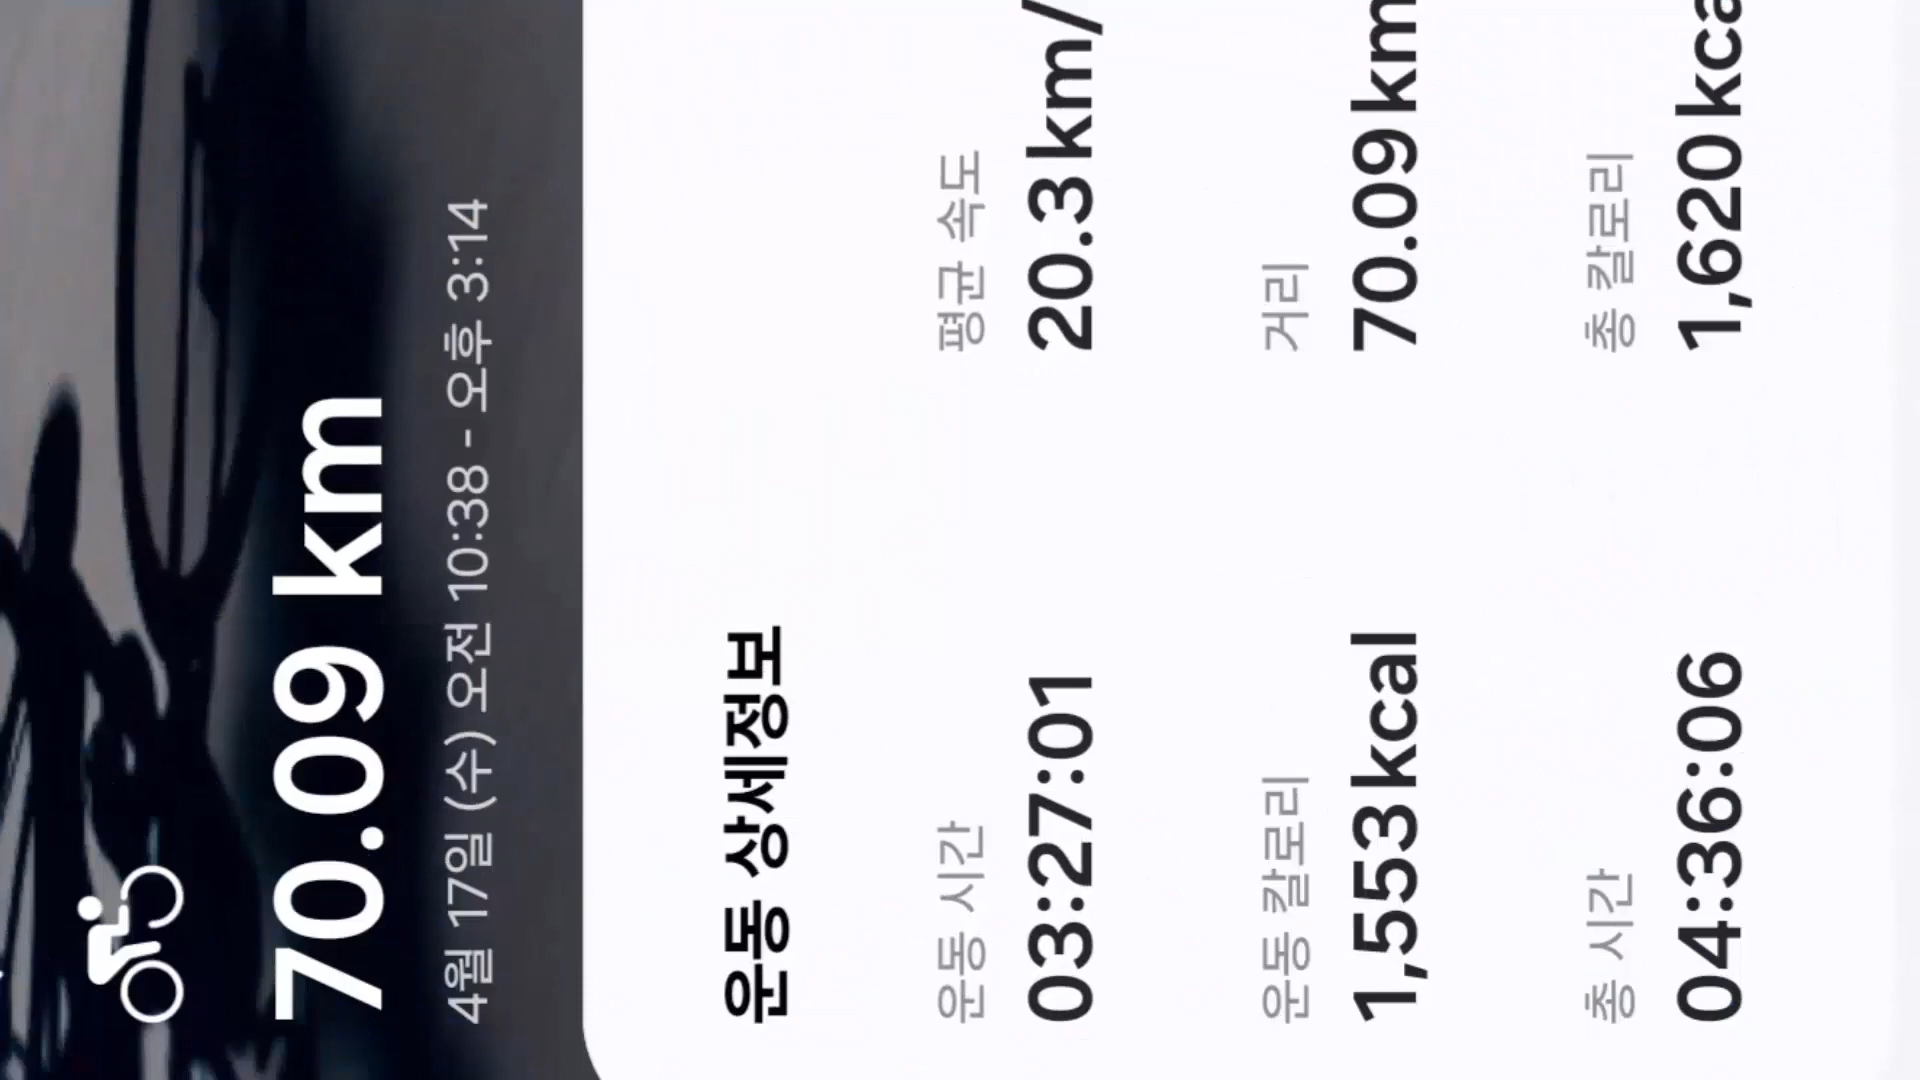 70.09 km
4월 17일 (수) 오전 10:38 - 오후 3:14
운동 상세정보
운동 시간
03:27:01
평균 속도
20.3 km/
운동 칼로리
1,553 kcal
거리
70.09 km
총 시간
04:36:06
총 칼로리
1,620 kca